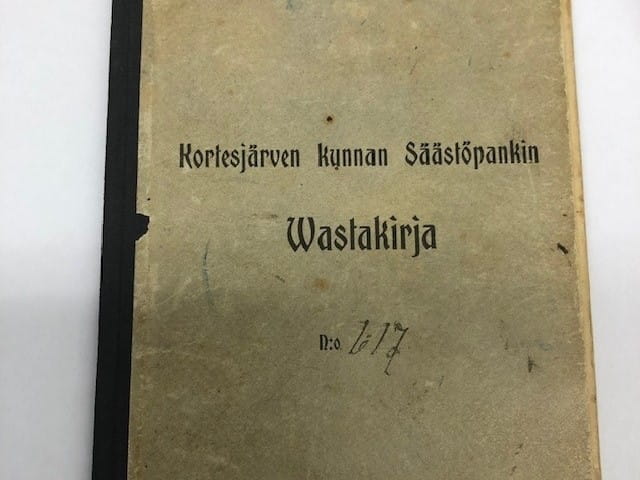 Kortesjärven kunnan Säästöpankin
Wastakirja
N:o 617